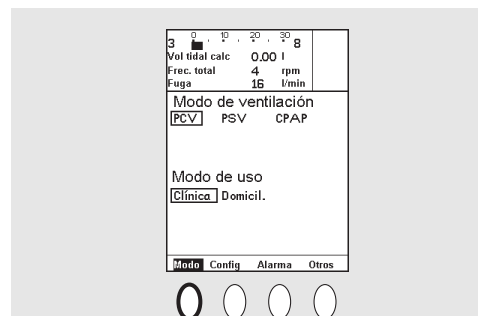 0 10 20 30
3 8
Vol tidal calc 0.00 l
Frec. total 4 rpm
Fuga 16 l/min
Modo de ventilación
PCV PSV CPAP
Modo de uso
Clínica Domicil.
Modo Config Alarma Otros